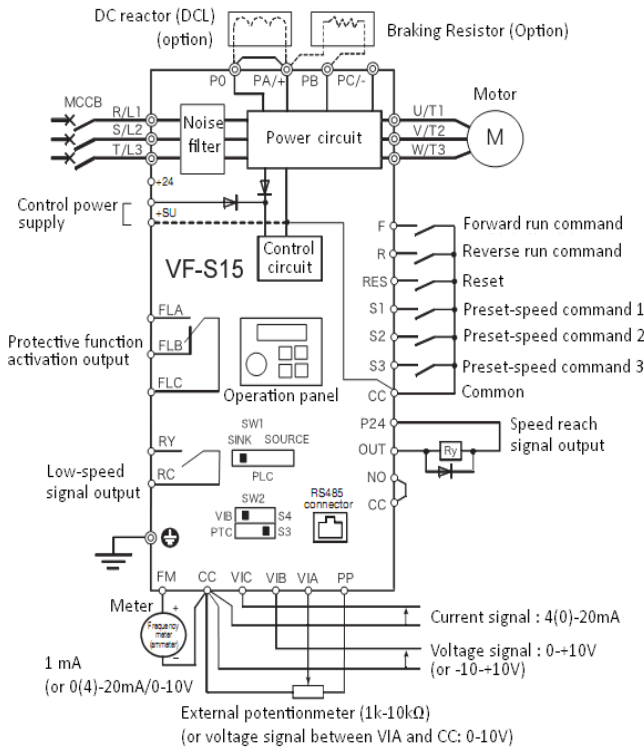 DC reactor (DCL)
(option)
Braking Resistor (Option)
P0
PA/+
PB
PC/-
MCCB
R/L1
S/L2
T/L3
Noise
filter
Power circuit
U/T1
V/T2
W/T3
Motor
M
+24
Control power
supply
+SU
Control
circuit
VF-S15
F
Forward run command
R
Reverse run command
RES
Reset
S1
Preset-speed command 1
S2
Preset-speed command 2
S3
Preset-speed command 3
CC
Common
FLA
Protective function
activation output
FLB
FLC
Operation panel
P24
Speed reach
signal output
OUT
Ry
NO
CC
SW1
SINK SOURCE
PLC
RY
RC
Low-speed
signal output
SW2
VIB
S4
PTC
S3
RS485
connector
FM
CC
VIC
VIB
VIA
PP
Meter
+
Frequency
meter
(ammeter)
−
1 mA
(or 0(4)-20mA/0-10V)
Current signal : 4(0)-20mA
Voltage signal : 0-+10V
(or -10-+10V)
External potentionmeter (1k-10kΩ)
(or voltage signal between VIA and CC: 0-10V)